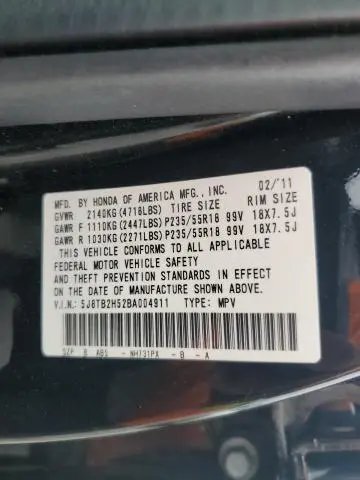 MFD. BY HONDA OF AMERICA MFG., INC. 02/'11
GVWR 2140KG(4718LBS) TIRE SIZE RIM SIZE
GAWR F 1110KG(2447LBS)P235/55R18 99V 18X7.5J
GAWR R 1030KG(2271LBS)P235/55R18 99V 18X7.5J
THIS VEHICLE CONFORMS TO ALL APPLICABLE
FEDERAL MOTOR VEHICLE SAFETY
AND THEFT PREVENTION STANDARDS IN EFFECT
ON THE DATE OF MANUFACTURE SHOWN ABOVE.
V.I.N.: 5J8TB2H52BA004911 TYPE: MPV
SZP B ABS - NH731PX - B - A